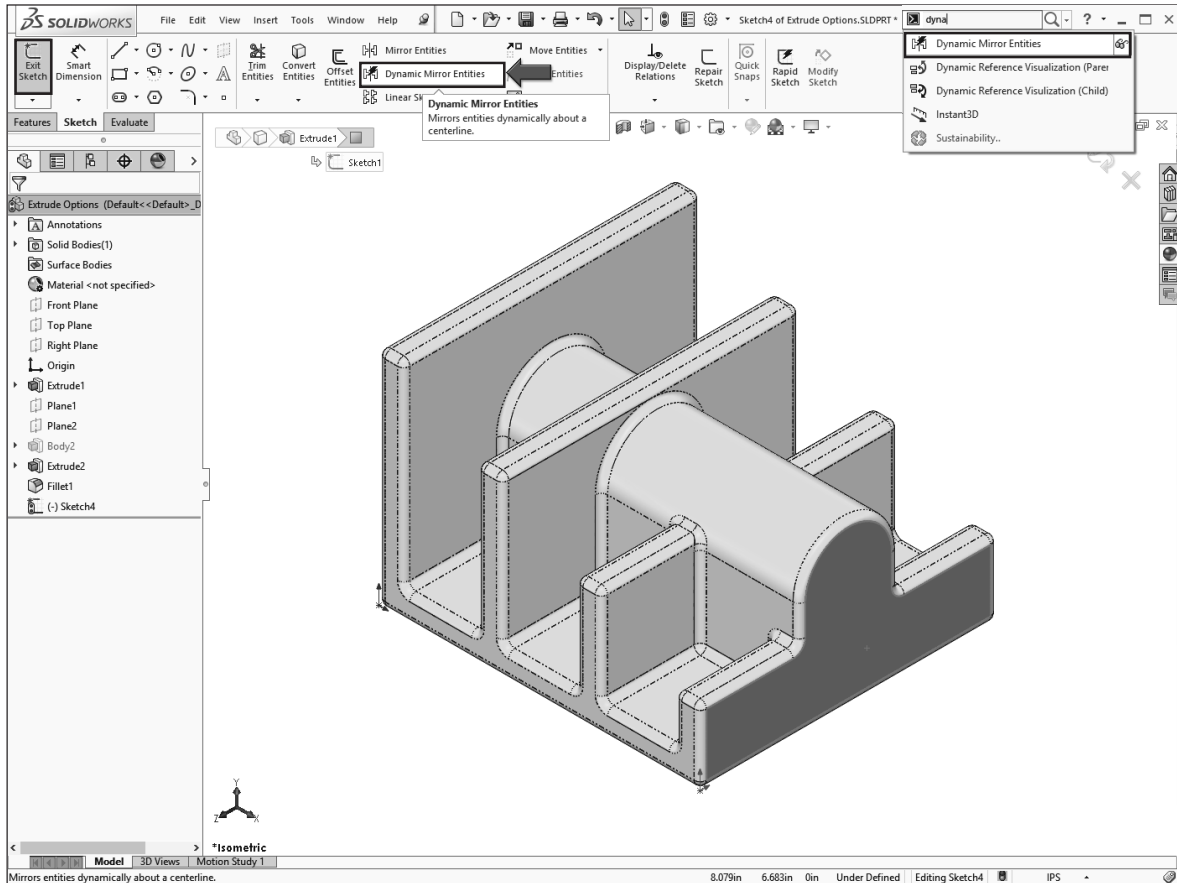 SOLIDWORKS File Edit View Insert Tools Window Help Sketch4 of Extrude Options.SLDPRT * dyna ?
Exit Sketch
Smart Dimension
Trim Entities
Convert Entities
Offset Entities
Mirror Entities
Dynamic Mirror Entities
Linear Sk
Move Entities
Entities
Display/Delete Relations
Repair Sketch
Quick Snaps
Rapid Sketch
Modify Sketch
Dynamic Mirror Entities
Mirrors entities dynamically about a
centerline.
Dynamic Mirror Entities
Dynamic Reference Visualization (Parer
Dynamic Reference Visulization (Child)
Instant3D
Sustainability..
Features Sketch Evaluate
Extrude1
Sketch1
Extrude Options (Default<<Default>_D
Annotations
Solid Bodies(1)
Surface Bodies
Material <not specified>
Front Plane
Top Plane
Right Plane
Origin
Extrude1
Plane1
Plane2
Body2
Extrude2
Fillet1
(-) Sketch4
Y
Z X
*Isometric
Model 3D Views Motion Study 1
Mirrors entities dynamically about a centerline. 8.079in 6.683in 0in Under Defined Editing Sketch4 IPS